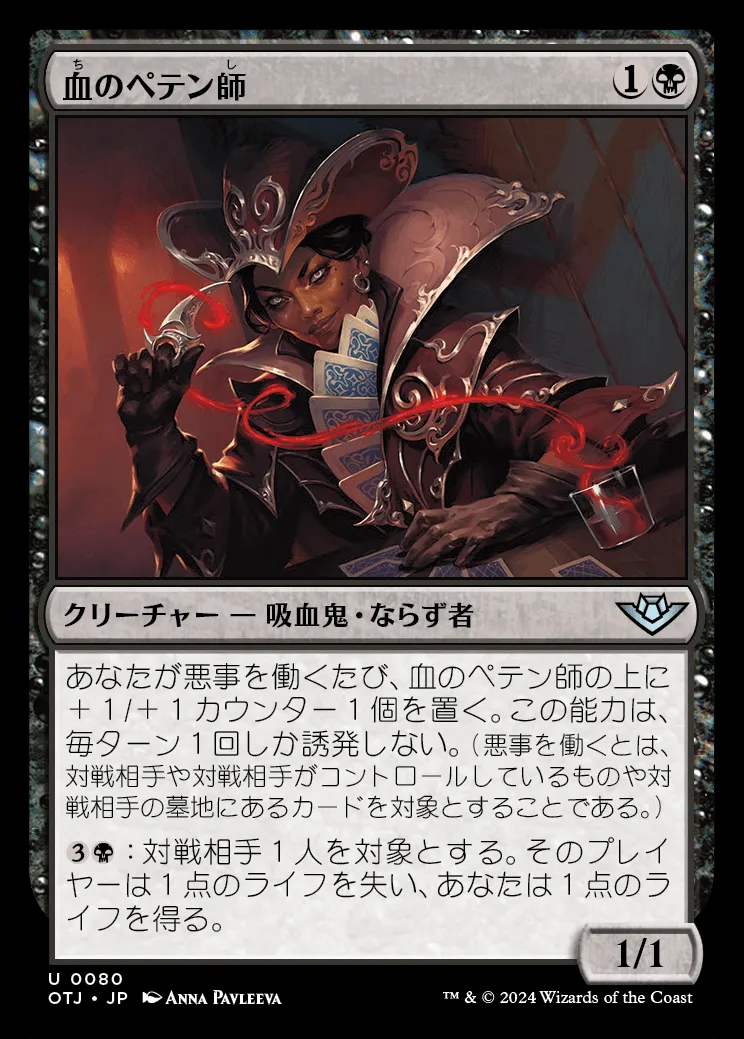 血のペテン師
ち
し
1
クリーチャー — 吸血鬼・ならず者
あなたが悪事を働くたび、血のペテン師の上に
+1/+1カウンター1個を置く。この能力は、
毎ターン1回しか誘発しない。（悪事を働くとは、
対戦相手や対戦相手がコントロールしているものや対
戦相手の墓地にあるカードを対象とすることである。）
3：対戦相手1人を対象とする。そのプレイ
ヤーは1点のライフを失い、あなたは1点のラ
イフを得る。
1/1
U 0080
OTJ • JP Anna Pavleeva
™ & © 2024 Wizards of the Coast